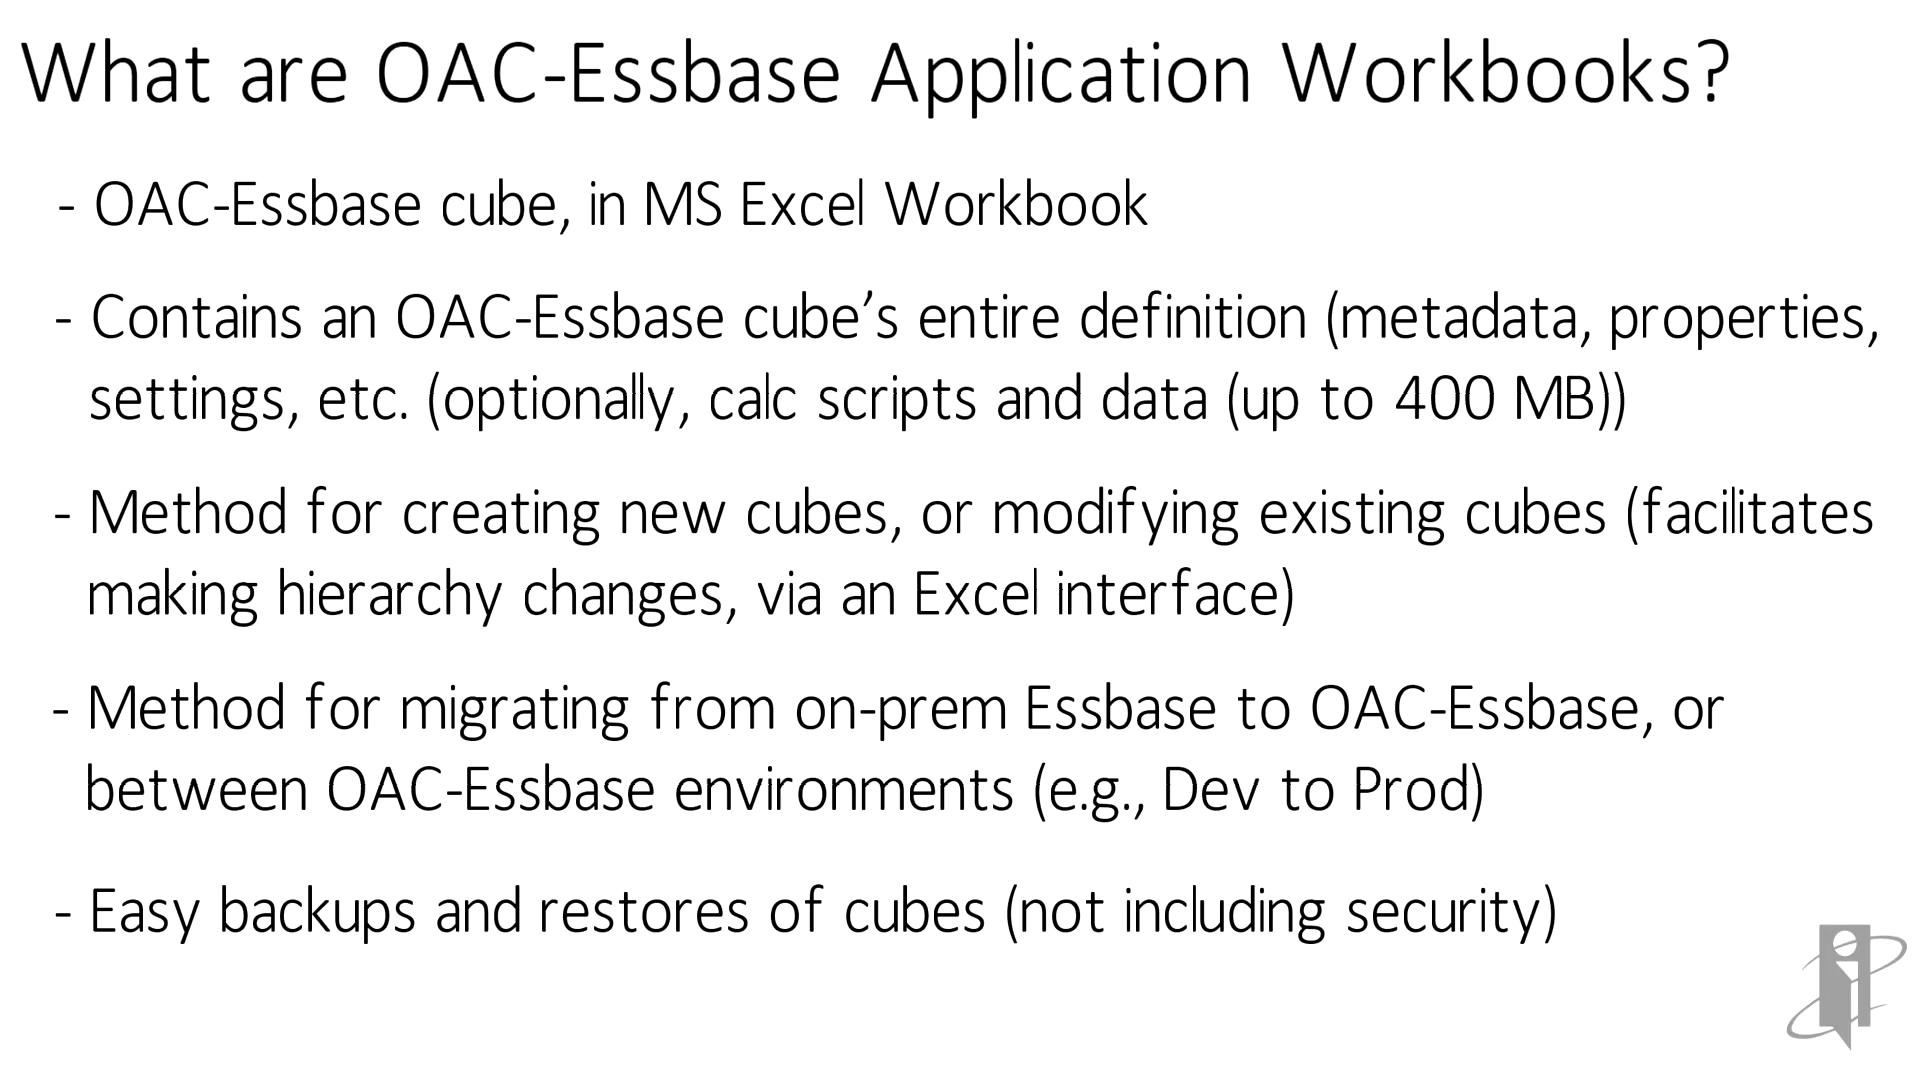 What are OAC-Essbase Application Workbooks?
- OAC-Essbase cube, in MS Excel Workbook
- Contains an OAC-Essbase cube’s entire definition (metadata, properties,
settings, etc. (optionally, calc scripts and data (up to 400 MB))
- Method for creating new cubes, or modifying existing cubes (facilitates
making hierarchy changes, via an Excel interface)
- Method for migrating from on-prem Essbase to OAC-Essbase, or
between OAC-Essbase environments (e.g., Dev to Prod)
- Easy backups and restores of cubes (not including security)